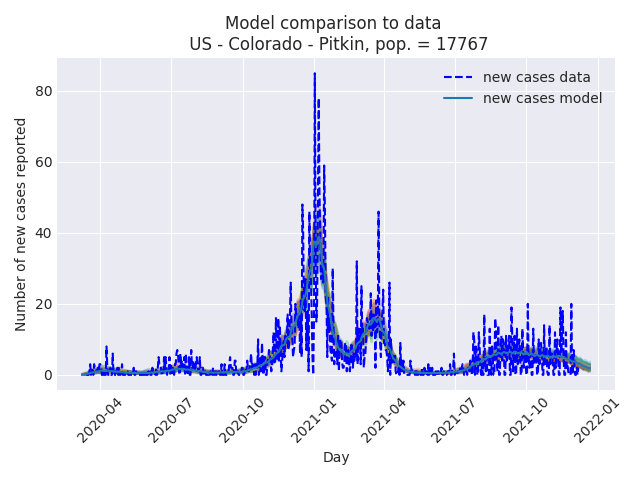 Model comparison to data
US - Colorado - Pitkin, pop. = 17767
new cases data
new cases model
Number of new cases reported
80
60
40
20
0
2020-04
2020-07
2020-10
2021-01
2021-04
2021-07
2021-10
2022-01
Day